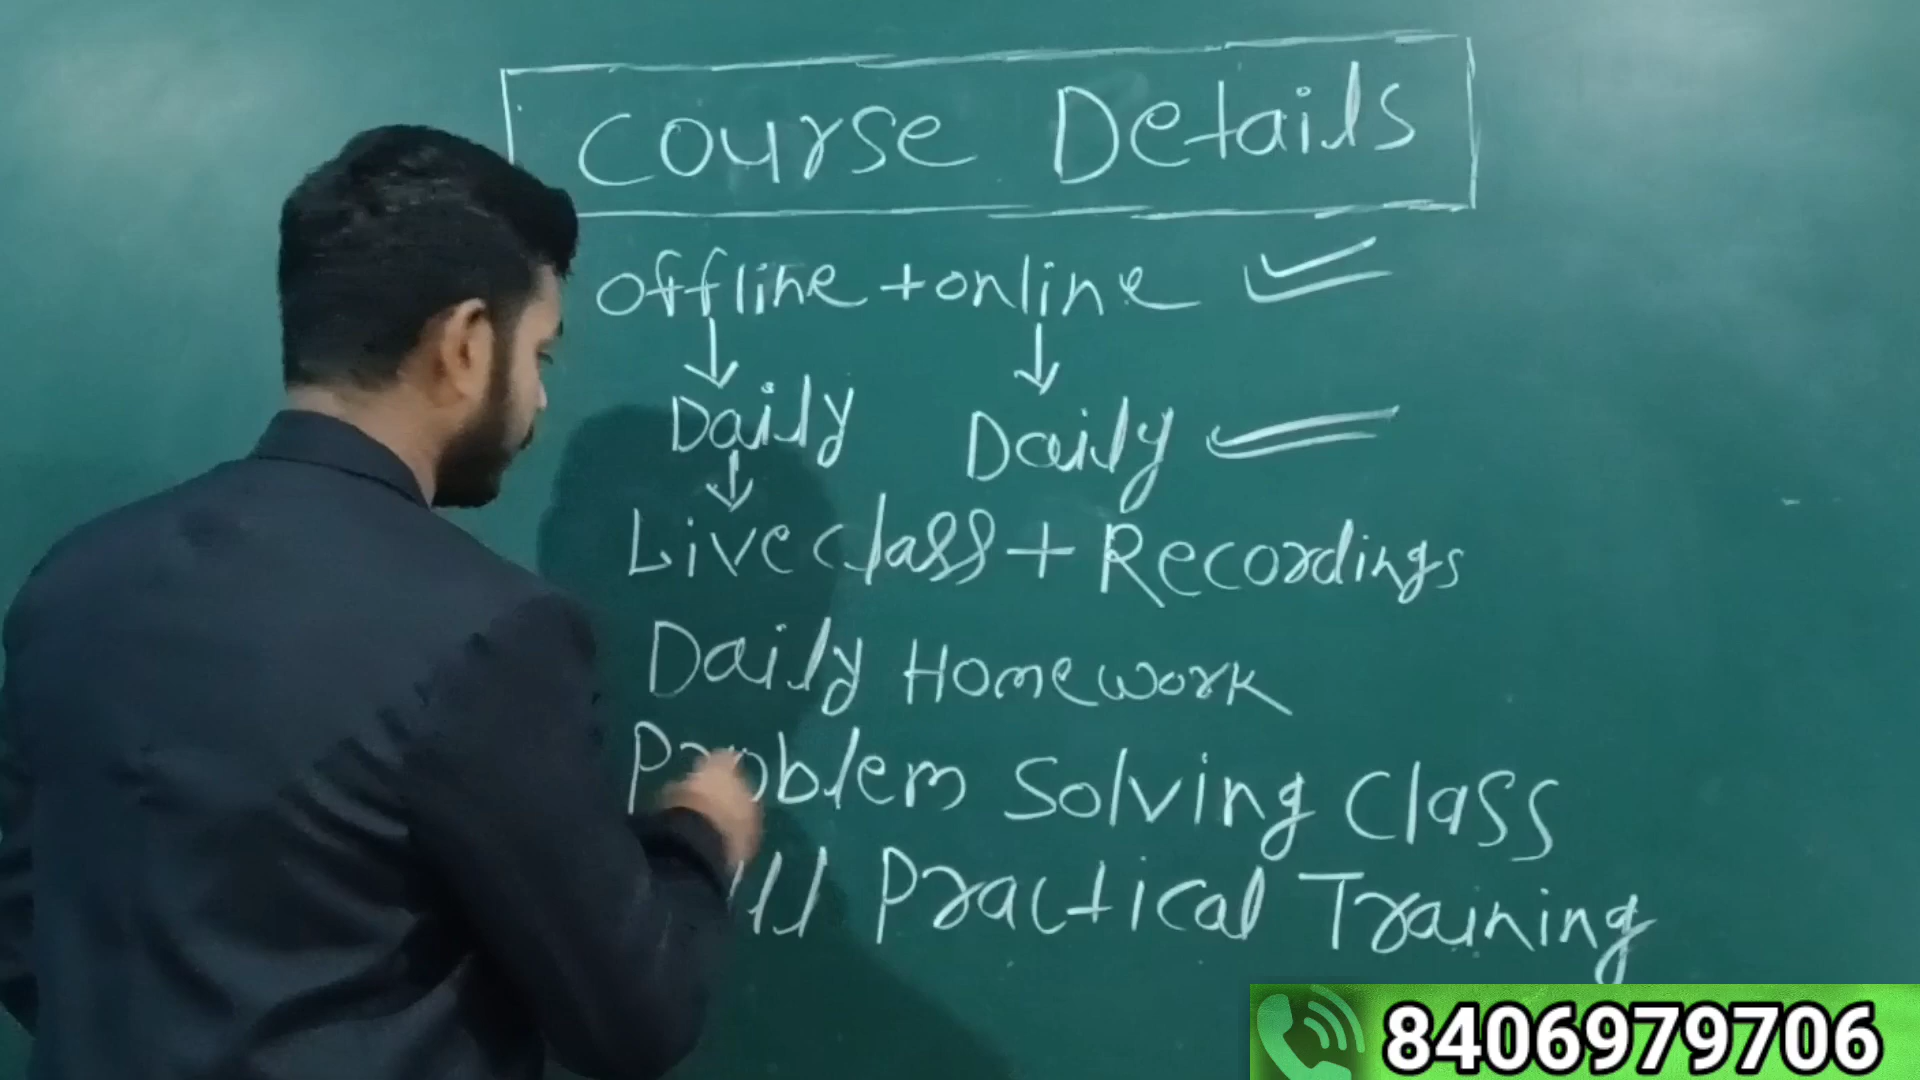 Course Details
offline + online
Daily Daily
Live class + Recordings
Daily Homework
Problem Solving Class
Practical Training
8406979706